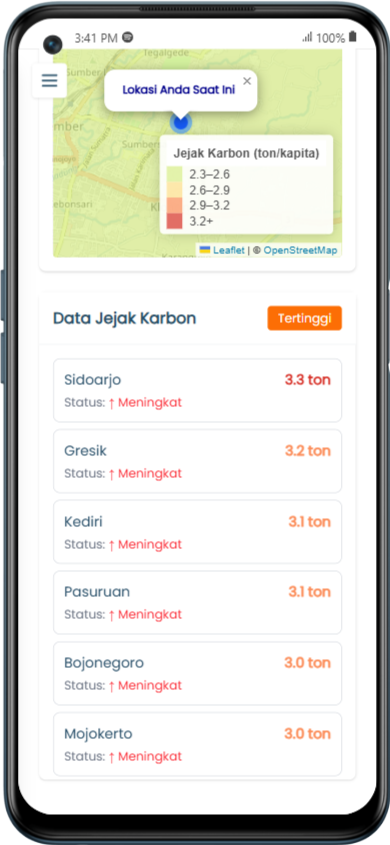 3:41 PM
100%
Tegalgede
Sumber
Lokasi Anda Saat Ini
×
mber
Sumbers
Jejak Karbon (ton/kapita)
2.3–2.6
2.6–2.9
2.9–3.2
3.2+
ebonsari
Leaflet | © OpenStreetMap
Data Jejak Karbon
Tertinggi
Sidoarjo
3.3 ton
Status: ↑ Meningkat
Gresik
3.2 ton
Status: ↑ Meningkat
Kediri
3.1 ton
Status: ↑ Meningkat
Pasuruan
3.1 ton
Status: ↑ Meningkat
Bojonegoro
3.0 ton
Status: ↑ Meningkat
Mojokerto
3.0 ton
Status: ↑ Meningkat